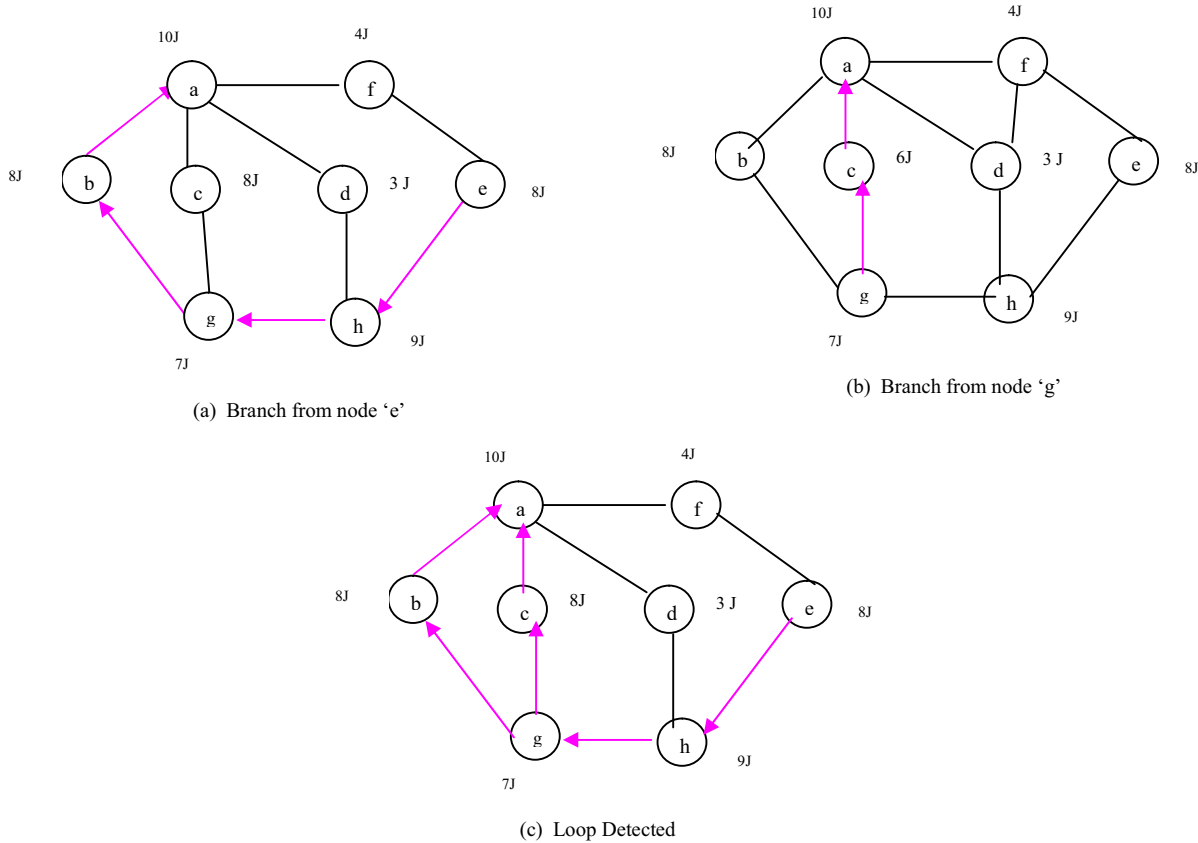 10J
4J
a
f
8J
b
c
8J
d
3 J
e
8J
g
h
7J
9J
(a) Branch from node ‘e’
10J
4J
a
f
8J
b
c
6J
d
3 J
e
8J
g
h
7J
9J
(b) Branch from node ‘g’
10J
4J
a
f
8J
b
c
8J
d
3 J
e
8J
g
h
7J
9J
(c) Loop Detected